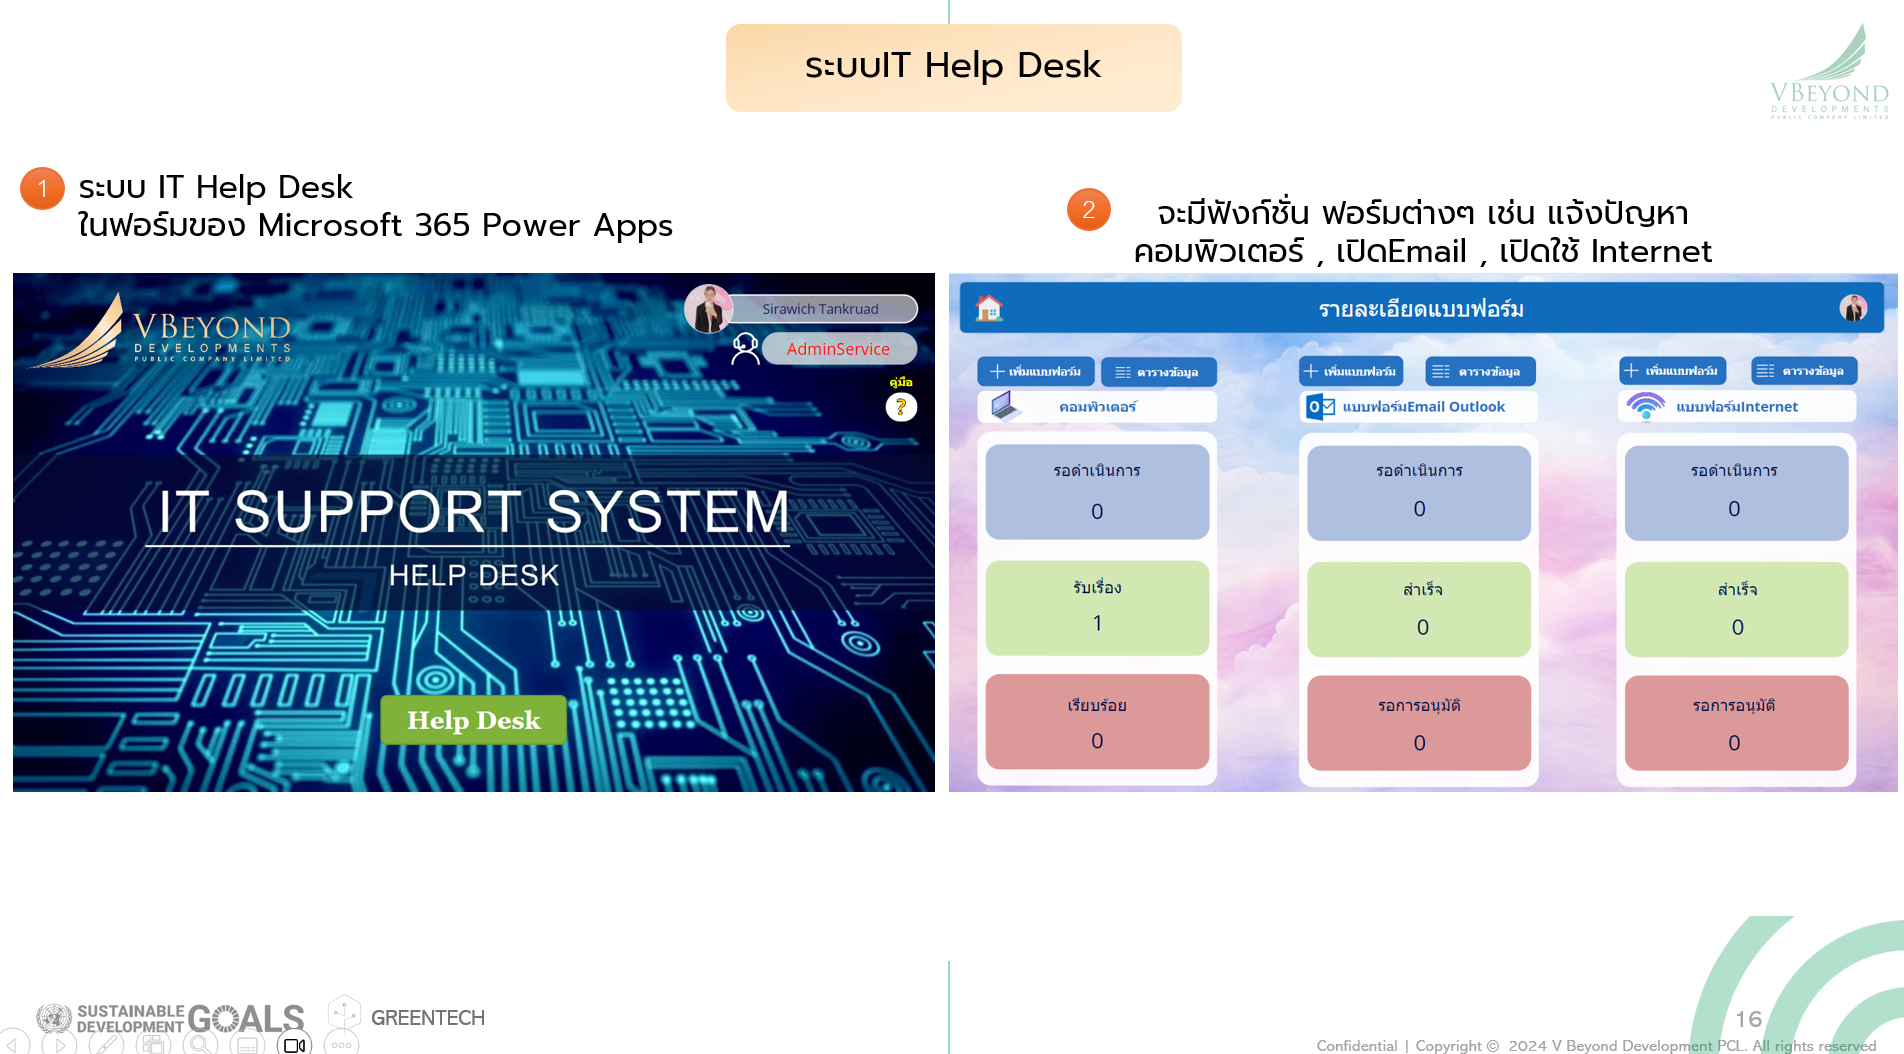 ระบบIT Help Desk
VBEYOND
DEVELOPMENTS
PUBLIC COMPANY LIMITED
1
ระบบ IT Help Desk
ในฟอร์มของ Microsoft 365 Power Apps
2
จะมีฟังก์ชั่น ฟอร์มต่างๆ เช่น แจ้งปัญหา
คอมพิวเตอร์ , เปิดEmail , เปิดใช้ Internet
VBEYOND
DEVELOPMENTS
PUBLIC COMPANY LIMITED
Sirawich Tankruad
AdminService
คู่มือ
?
IT SUPPORT SYSTEM
HELP DESK
Help Desk
รายละเอียดแบบฟอร์ม
เพิ่มแบบฟอร์ม ตารางข้อมูล
คอมพิวเตอร์
รอดำเนินการ
0
รับเรื่อง
1
เรียบร้อย
0
เพิ่มแบบฟอร์ม ตารางข้อมูล
แบบฟอร์มEmail Outlook
รอดำเนินการ
0
สำเร็จ
0
รอการอนุมัติ
0
เพิ่มแบบฟอร์ม ตารางข้อมูล
แบบฟอร์มInternet
รอดำเนินการ
0
สำเร็จ
0
รอการอนุมัติ
0
SUSTAINABLE
DEVELOPMENT
GOALS
GREENTECH
16
Confidential | Copyright © 2024 V Beyond Development PCL. All rights reserved